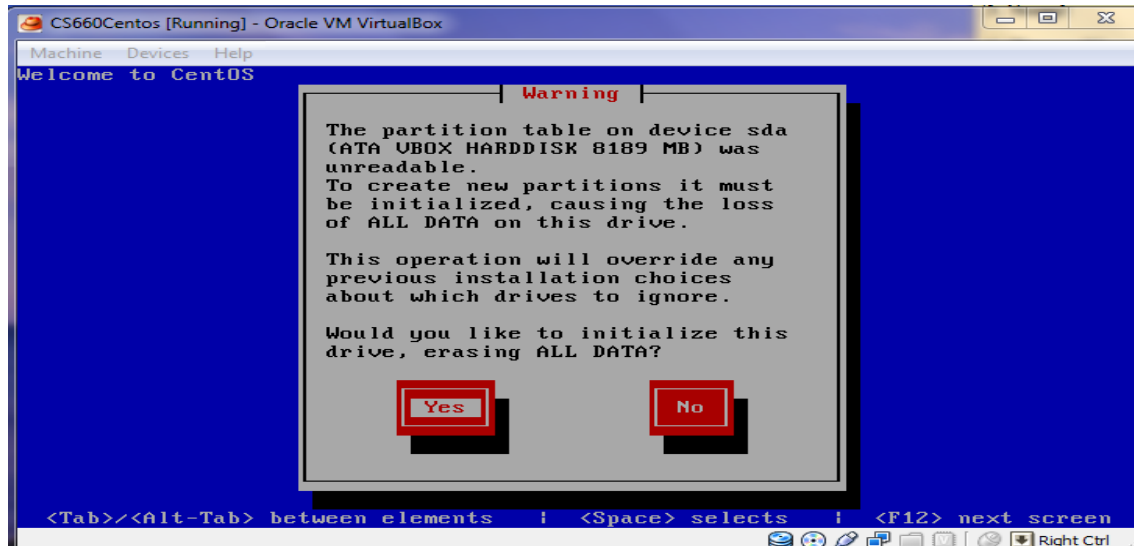 CS660Centos [Running] - Oracle VM VirtualBox
Machine Devices Help
Welcome to CentOS
Warning
The partition table on device sda
(ATA VBOX HARDDISK 8189 MB) was
unreadable.
To create new partitions it must
be initialized, causing the loss
of ALL DATA on this drive.
This operation will override any
previous installation choices
about which drives to ignore.
Would you like to initialize this
drive, erasing ALL DATA?
Yes No
<Tab>/<Alt-Tab> between elements | <Space> selects | <F12> next screen
Right Ctrl